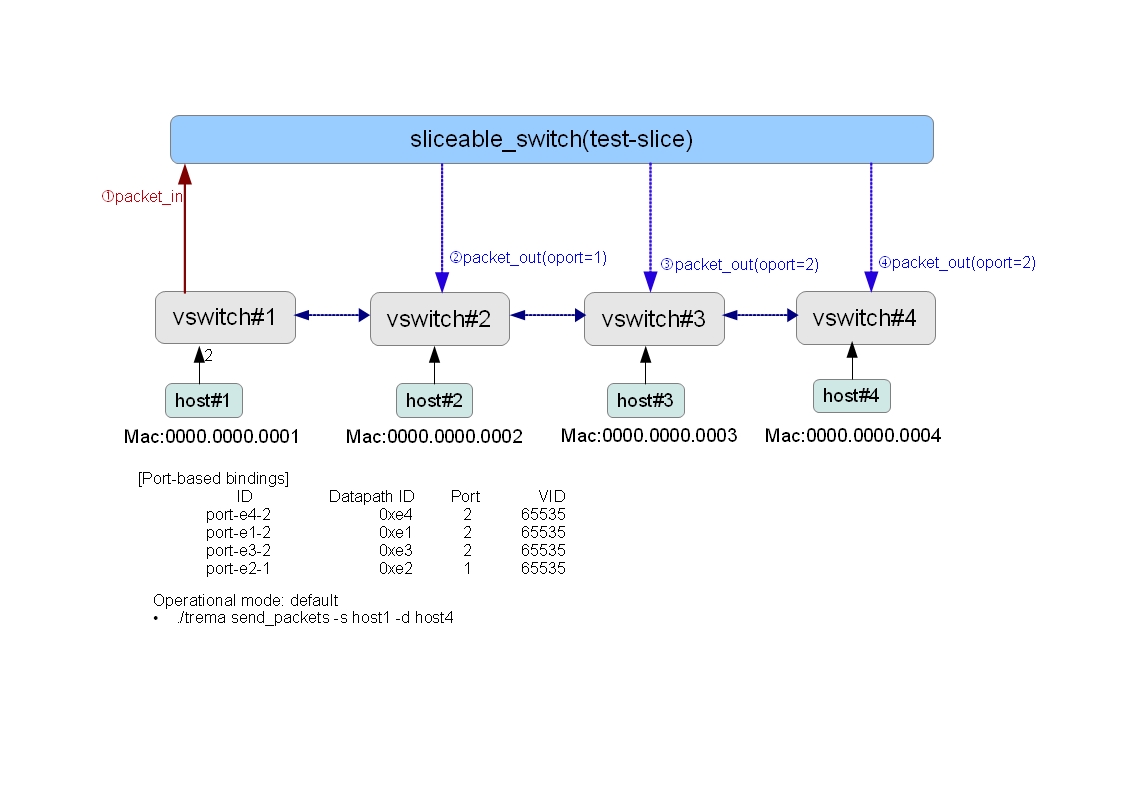 sliceable_switch(test-slice)
①packet_in
②packet_out(oport=1)
③packet_out(oport=2)
④packet_out(oport=2)
vswitch#1
vswitch#2
vswitch#3
vswitch#4
2
host#1
host#2
host#3
host#4
Mac:0000.0000.0001
Mac:0000.0000.0002
Mac:0000.0000.0003
Mac:0000.0000.0004
[Port-based bindings]
ID Datapath ID Port VID
port-e4-2 0xe4 2 65535
port-e1-2 0xe1 2 65535
port-e3-2 0xe3 2 65535
port-e2-1 0xe2 1 65535
Operational mode: default
• ./trema send_packets -s host1 -d host4